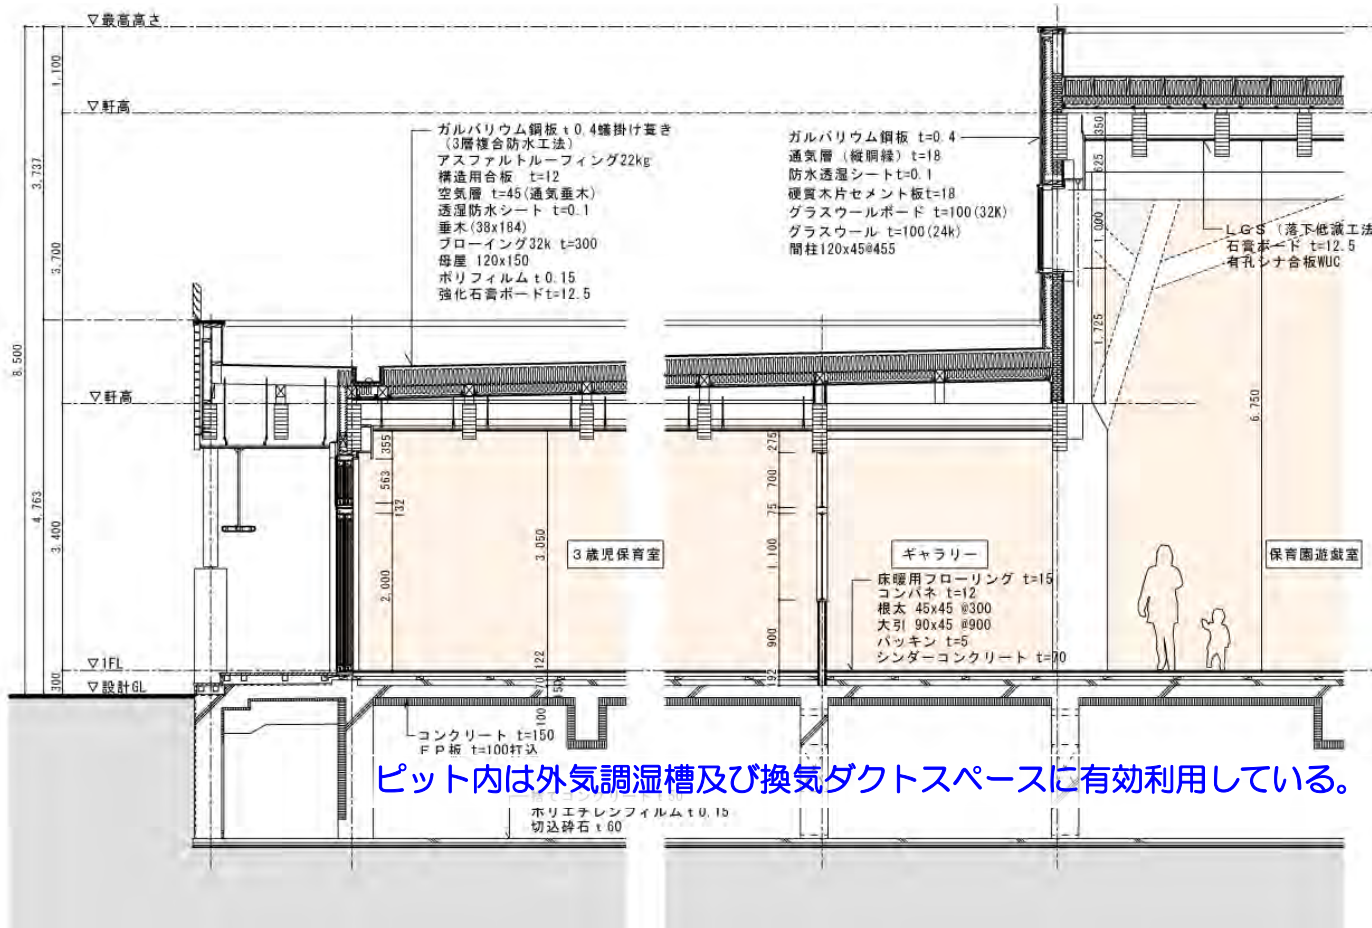 ▽最高高さ
1,100
▽軒高
3,737
3,700
8,500
▽軒高
4,763
3,400
▽1FL
300
▽設計GL
ガルバリウム鋼板 t 0.4蟻掛け葺き
(3層複合防水工法)
アスファルトルーフィング22kg
構造用合板 t=12
空気層 t=45(通気垂木)
透湿防水シート t=0.1
垂木(38x184)
ブローイング32k t=300
母屋 120x150
ポリフィルム t 0.15
強化石膏ボードt=12.5
ガルバリウム鋼板 t=0.4
通気層 (縦胴縁) t=18
防水透湿シートt=0.1
硬質木片セメント板t=18
グラスウールボード t=100(32K)
グラスウール t=100(24k)
間柱120x45@455
350
625
1,000
1,725
LGS (落下低減工法
石膏ボード t=12.5
有孔シナ合板WUC
6,750
355
563
132
2,000
3,050
122
70
150
100
275
700
75
1,100
900
192
3歳児保育室
ギャラリー
保育園遊戯室
床暖用フローリング t=15
コンパネ t=12
根太 45x45 @300
大引 90x45 @900
パッキン t=5
シンダーコンクリート t=70
コンクリート t=150
FP板 t=100打込
ピット内は外気調湿槽及び換気ダクトスペースに有効利用している。
ポリエチレンフィルム t 0.15
切込砕石 t 60